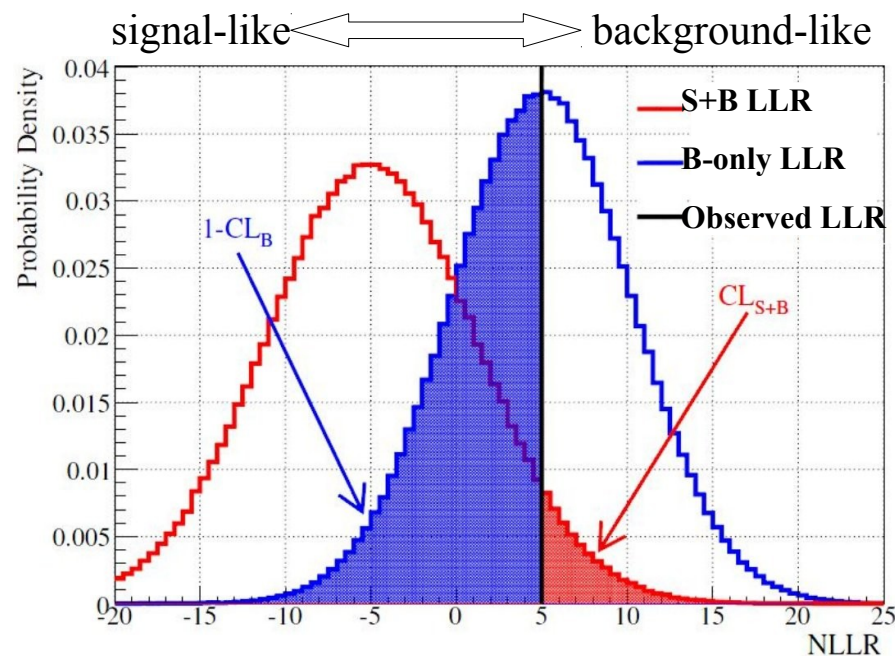 signal-like background-like
Probability Density
0.04
0.035
0.03
0.025
0.02
0.015
0.01
0.005
0
S+B LLR
B-only LLR
Observed LLR
1-CLB
CLS+B
-20 -15 -10 -5 0 5 10 15 20 25
NLLR